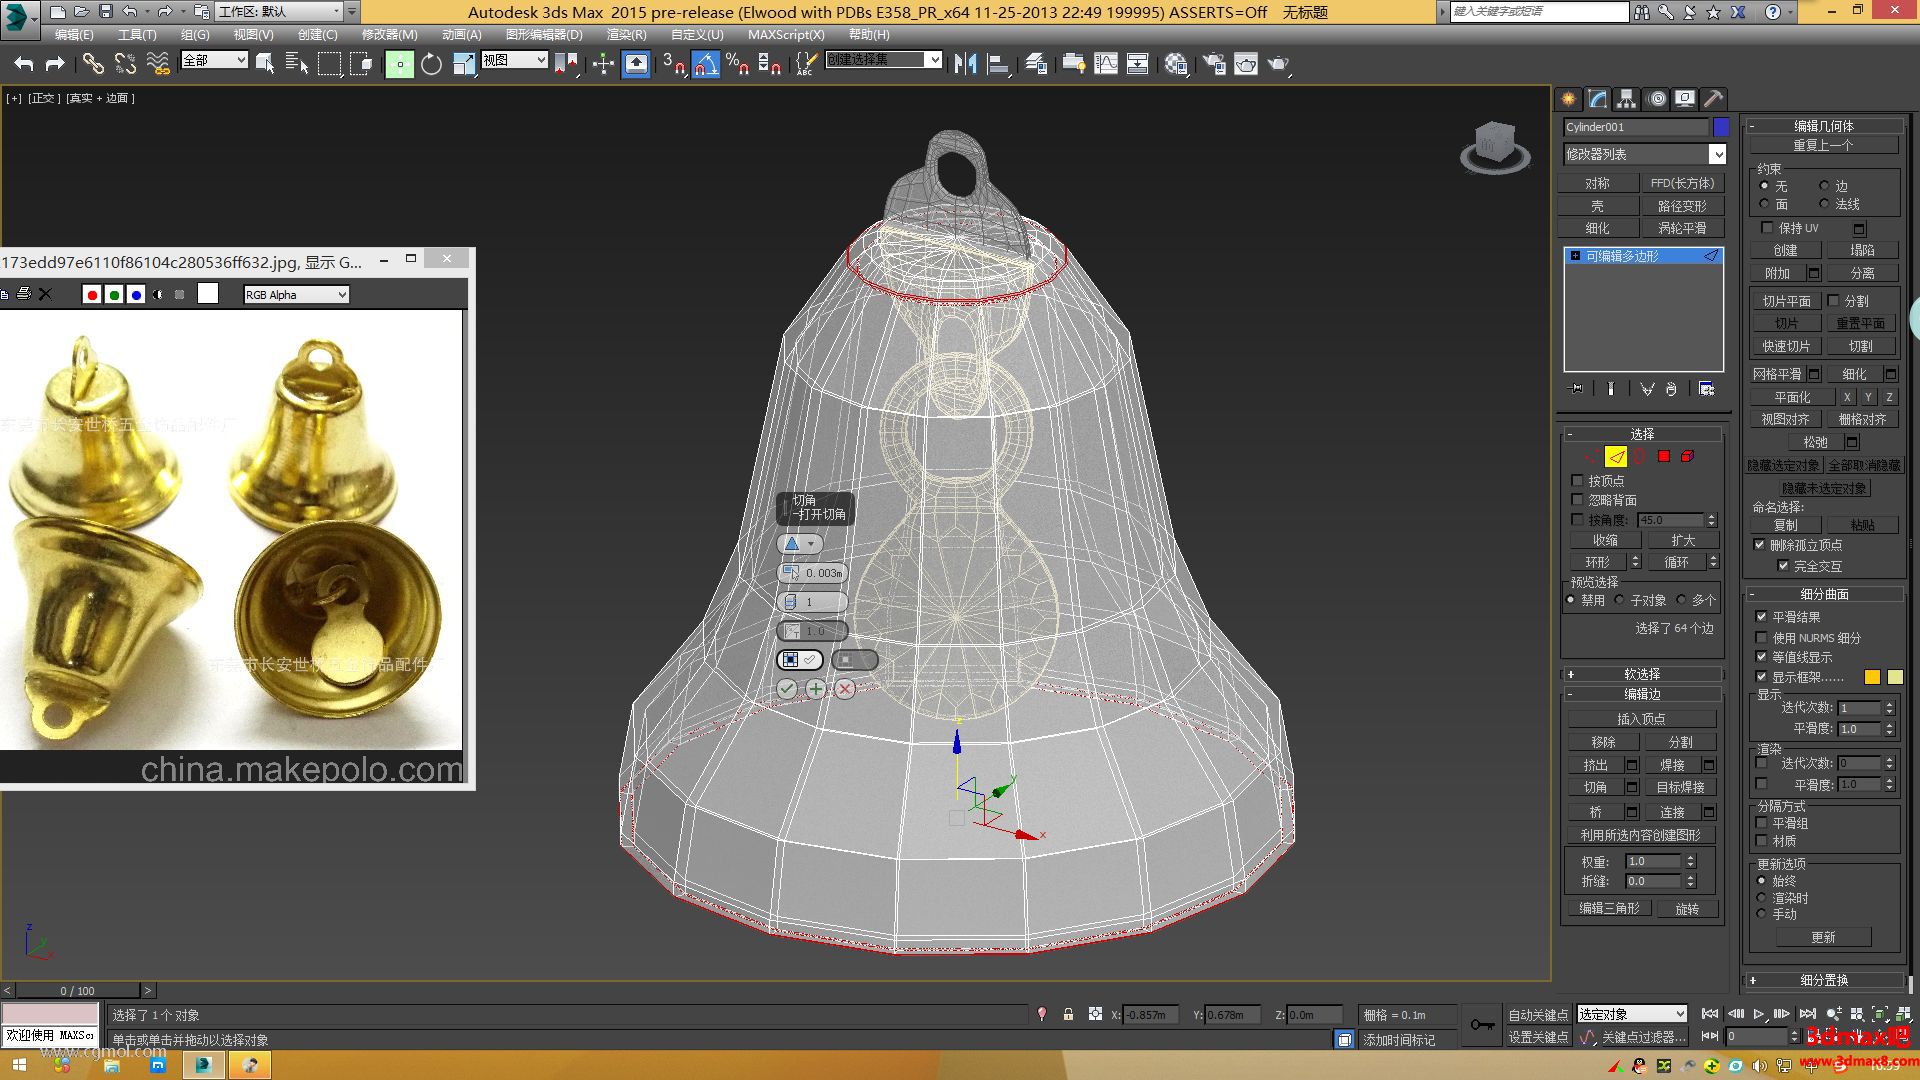 工作区: 默认
Autodesk 3ds Max  2015 pre-release (Elwood with PDBs E358_PR_x64 11-25-2013 22:49 199995) ASSERTS=Off    无标题
键入关键字或短语
编辑(E) 工具(T) 组(G) 视图(V) 创建(C) 修改器(M) 动画(A) 图形编辑器(D) 渲染(R) 自定义(U) MAXScript(X) 帮助(H)
全部 视图 3 % ABC 创建选择集
[+] [正交] [真实 + 边面]
173edd97e6110f86104c280536ff632.jpg, 显示 G...
RGB Alpha
东莞市长安世桥五金饰品配件厂
东莞市长安世桥五金饰品配件
china.makepolo.com
切角
-打开切角
0.003m
1
1.0
z
y
x
前
Cylinder001
修改器列表
对称 FFD(长方体)
壳 路径变形
细化 涡轮平滑
可编辑多边形
选择
按顶点
忽略背面
按角度: 45.0
收缩 扩大
环形 循环
预览选择
禁用 子对象 多个
选择了 64 个边
软选择
编辑边
插入顶点
移除 分割
挤出 焊接
切角 目标焊接
桥 连接
利用所选内容创建图形
权重: 1.0
折缝: 0.0
编辑三角形 旋转
编辑几何体
重复上一个
约束
无 边
面 法线
保持 UV
创建 塌陷
附加 分离
切片平面 分割
切片 重置平面
快速切片 切割
网格平滑 细化
平面化 X Y Z
视图对齐 栅格对齐
松弛
隐藏选定对象 全部取消隐藏
隐藏未选定对象
命名选择:
复制 粘贴
删除孤立顶点
完全交互
细分曲面
平滑结果
使用 NURMS 细分
等值线显示
显示框架......
显示
迭代次数: 1
平滑度: 1.0
渲染
迭代次数: 0
平滑度: 1.0
分隔方式
平滑组
材质
更新选项
始终
渲染时
手动
更新
细分置换
z
y
x
< 0 / 100 >
选择了 1 个 对象
X: -0.857m Y: 0.678m Z: 0.0m 栅格 = 0.1m
自动关键点 选定对象
欢迎使用 MAXScr
单击或单击并拖动以选择对象
添加时间标记
设置关键点 关键点过滤器... 0
www.cgmol.com
3dmax吧
www.3dmax8.com